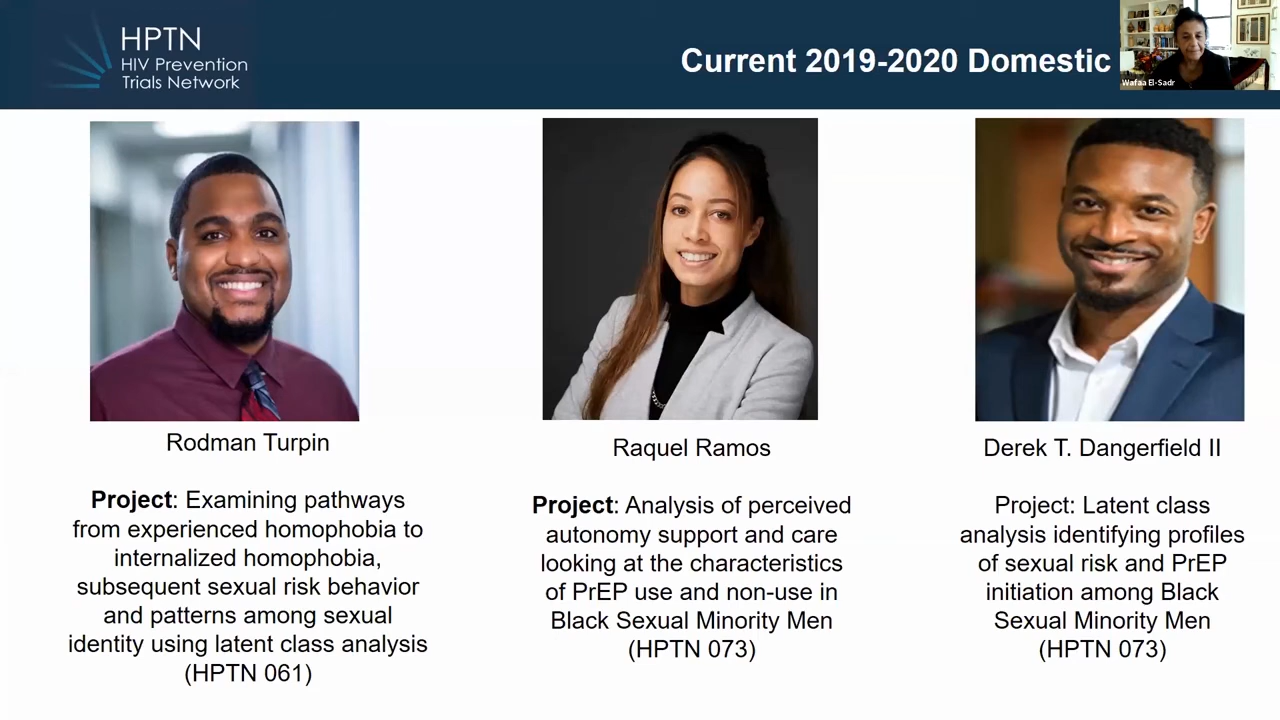 HPTN
HIV Prevention
Trials Network
Current 2019-2020 Domestic
Wafaa El-Sadr
Rodman Turpin
Project: Examining pathways
from experienced homophobia to
internalized homophobia,
subsequent sexual risk behavior
and patterns among sexual
identity using latent class analysis
(HPTN 061)
Raquel Ramos
Project: Analysis of perceived
autonomy support and care
looking at the characteristics
of PrEP use and non-use in
Black Sexual Minority Men
(HPTN 073)
Derek T. Dangerfield II
Project: Latent class
analysis identifying profiles
of sexual risk and PrEP
initiation among Black
Sexual Minority Men
(HPTN 073)